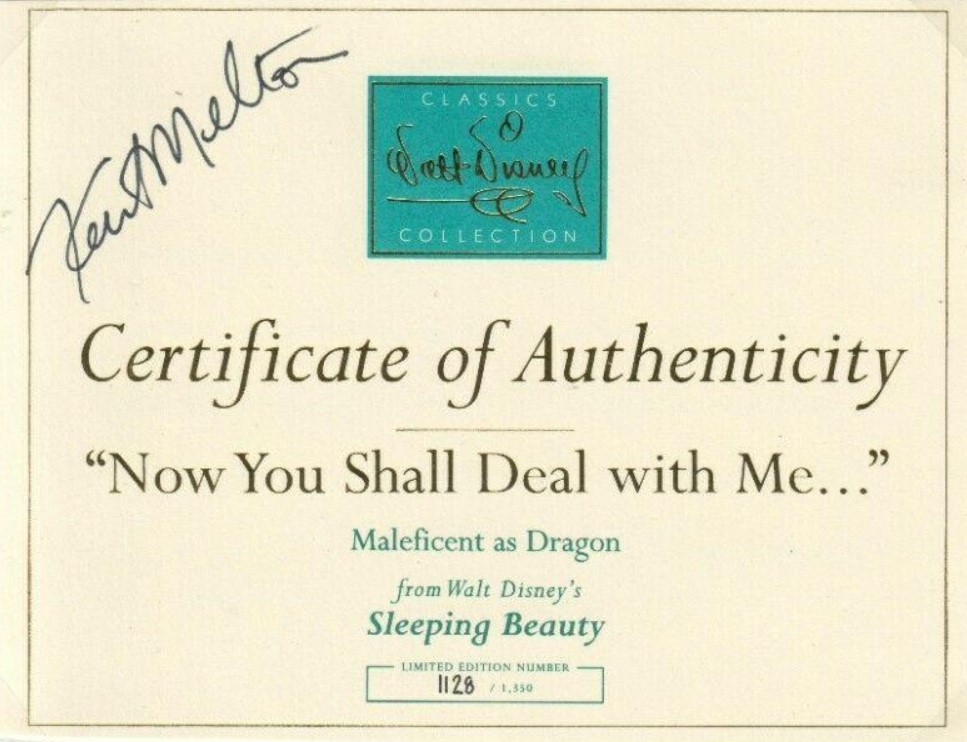 Kent Melton
CLASSICS
Walt Disney
COLLECTION
Certificate of Authenticity
“Now You Shall Deal with Me...”
Maleficent as Dragon
from Walt Disney's
Sleeping Beauty
LIMITED EDITION NUMBER
1128 / 1,350